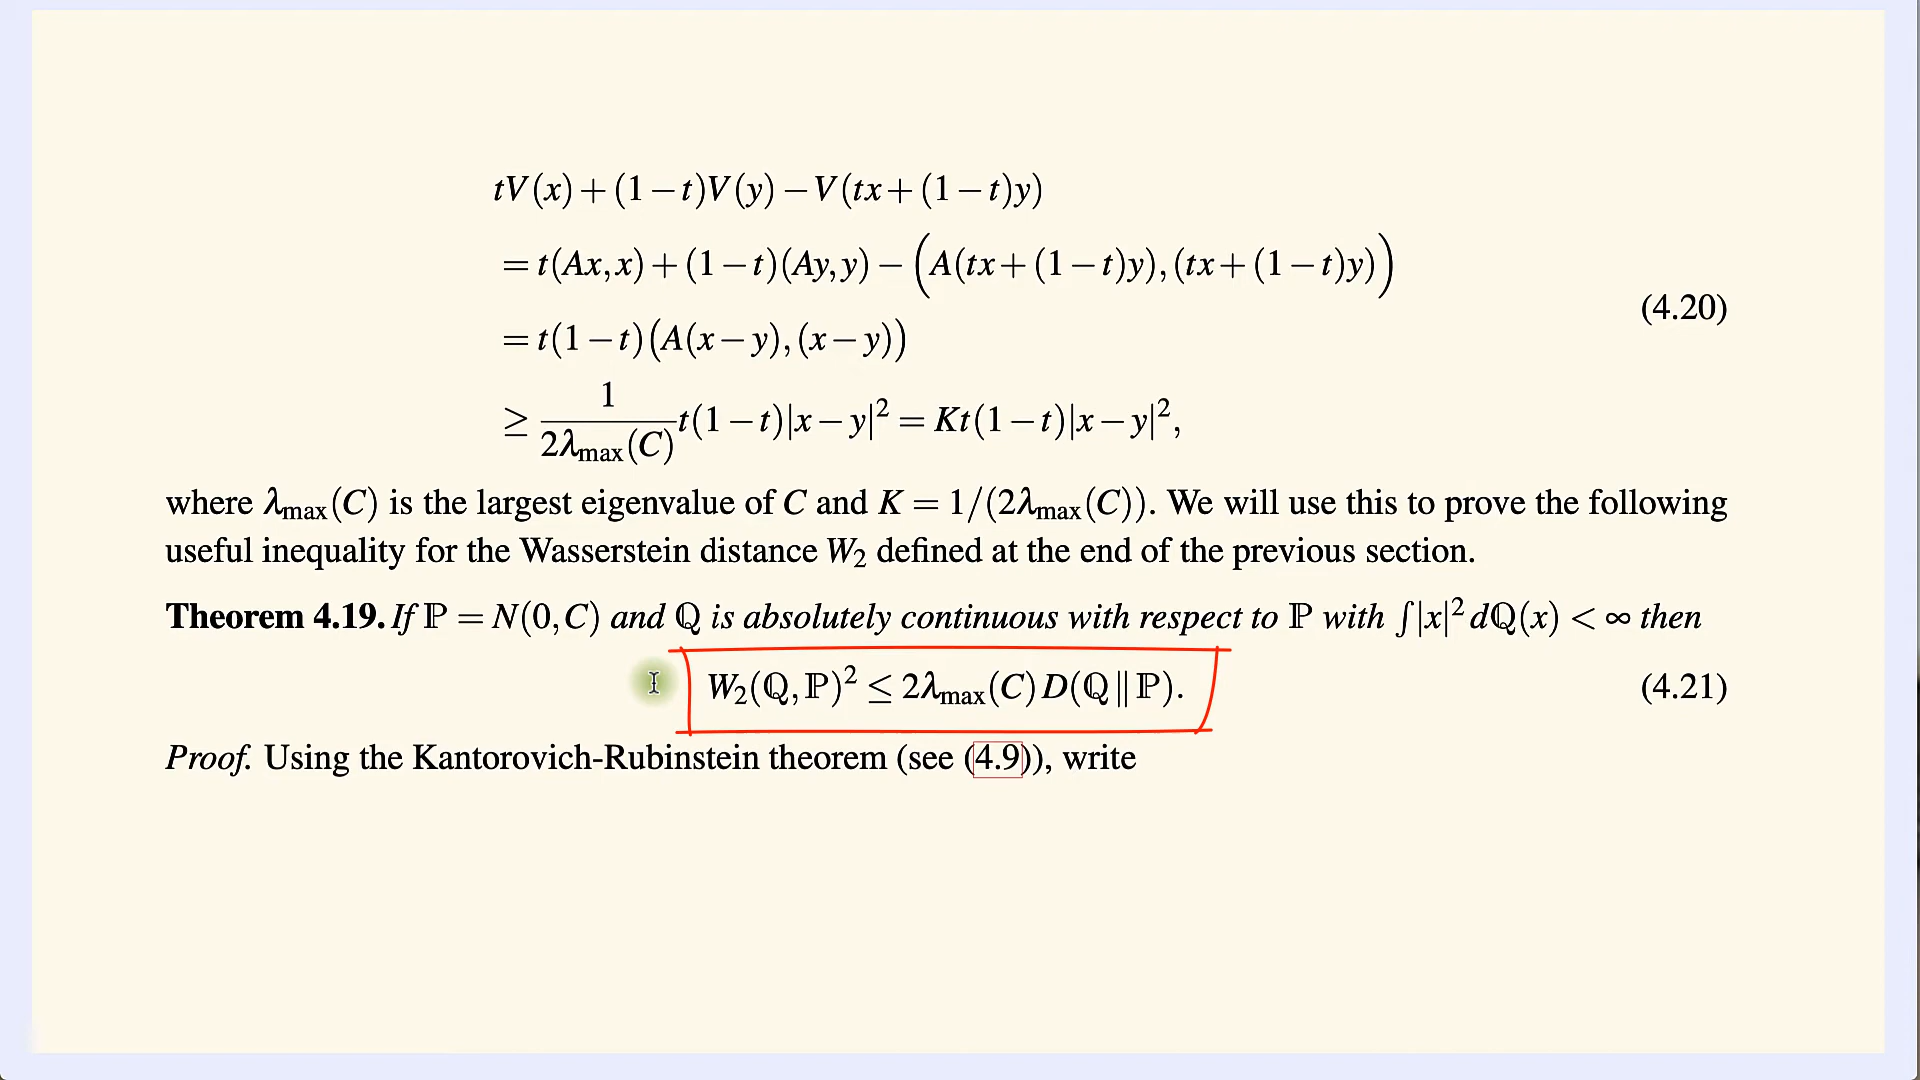 tV(x) + (1 − t)V(y) − V(tx + (1 − t)y)
= t(Ax, x) + (1 − t)(Ay, y) − (A(tx + (1 − t)y), (tx + (1 − t)y))
(4.20)
= t(1 − t)(A(x − y), (x − y))
≥ 1/(2λ_max(C)) t(1 − t)|x − y|² = Kt(1 − t)|x − y|²,
where λ_max(C) is the largest eigenvalue of C and K = 1/(2λ_max(C)). We will use this to prove the following
useful inequality for the Wasserstein distance W₂ defined at the end of the previous section.
Theorem 4.19. If ℙ = N(0, C) and ℚ is absolutely continuous with respect to ℙ with ∫|x|² dℚ(x) < ∞ then
W₂(ℚ, ℙ)² ≤ 2λ_max(C) D(ℚ ∥ ℙ). (4.21)
Proof. Using the Kantorovich-Rubinstein theorem (see (4.9)), write